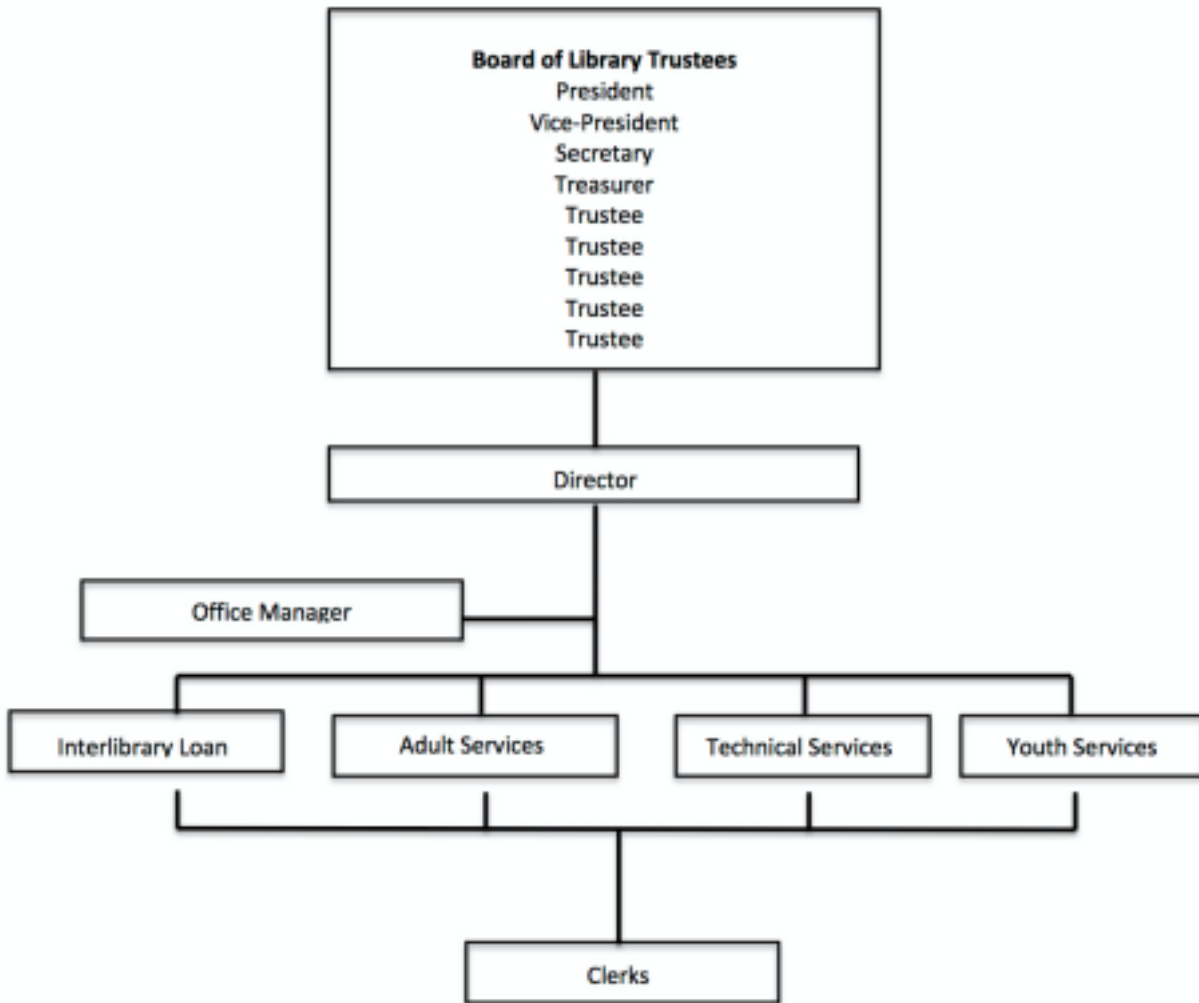 Board of Library Trustees
President
Vice-President
Secretary
Treasurer
Trustee
Trustee
Trustee
Trustee
Trustee
Director
Office Manager
Interlibrary Loan
Adult Services
Technical Services
Youth Services
Clerks